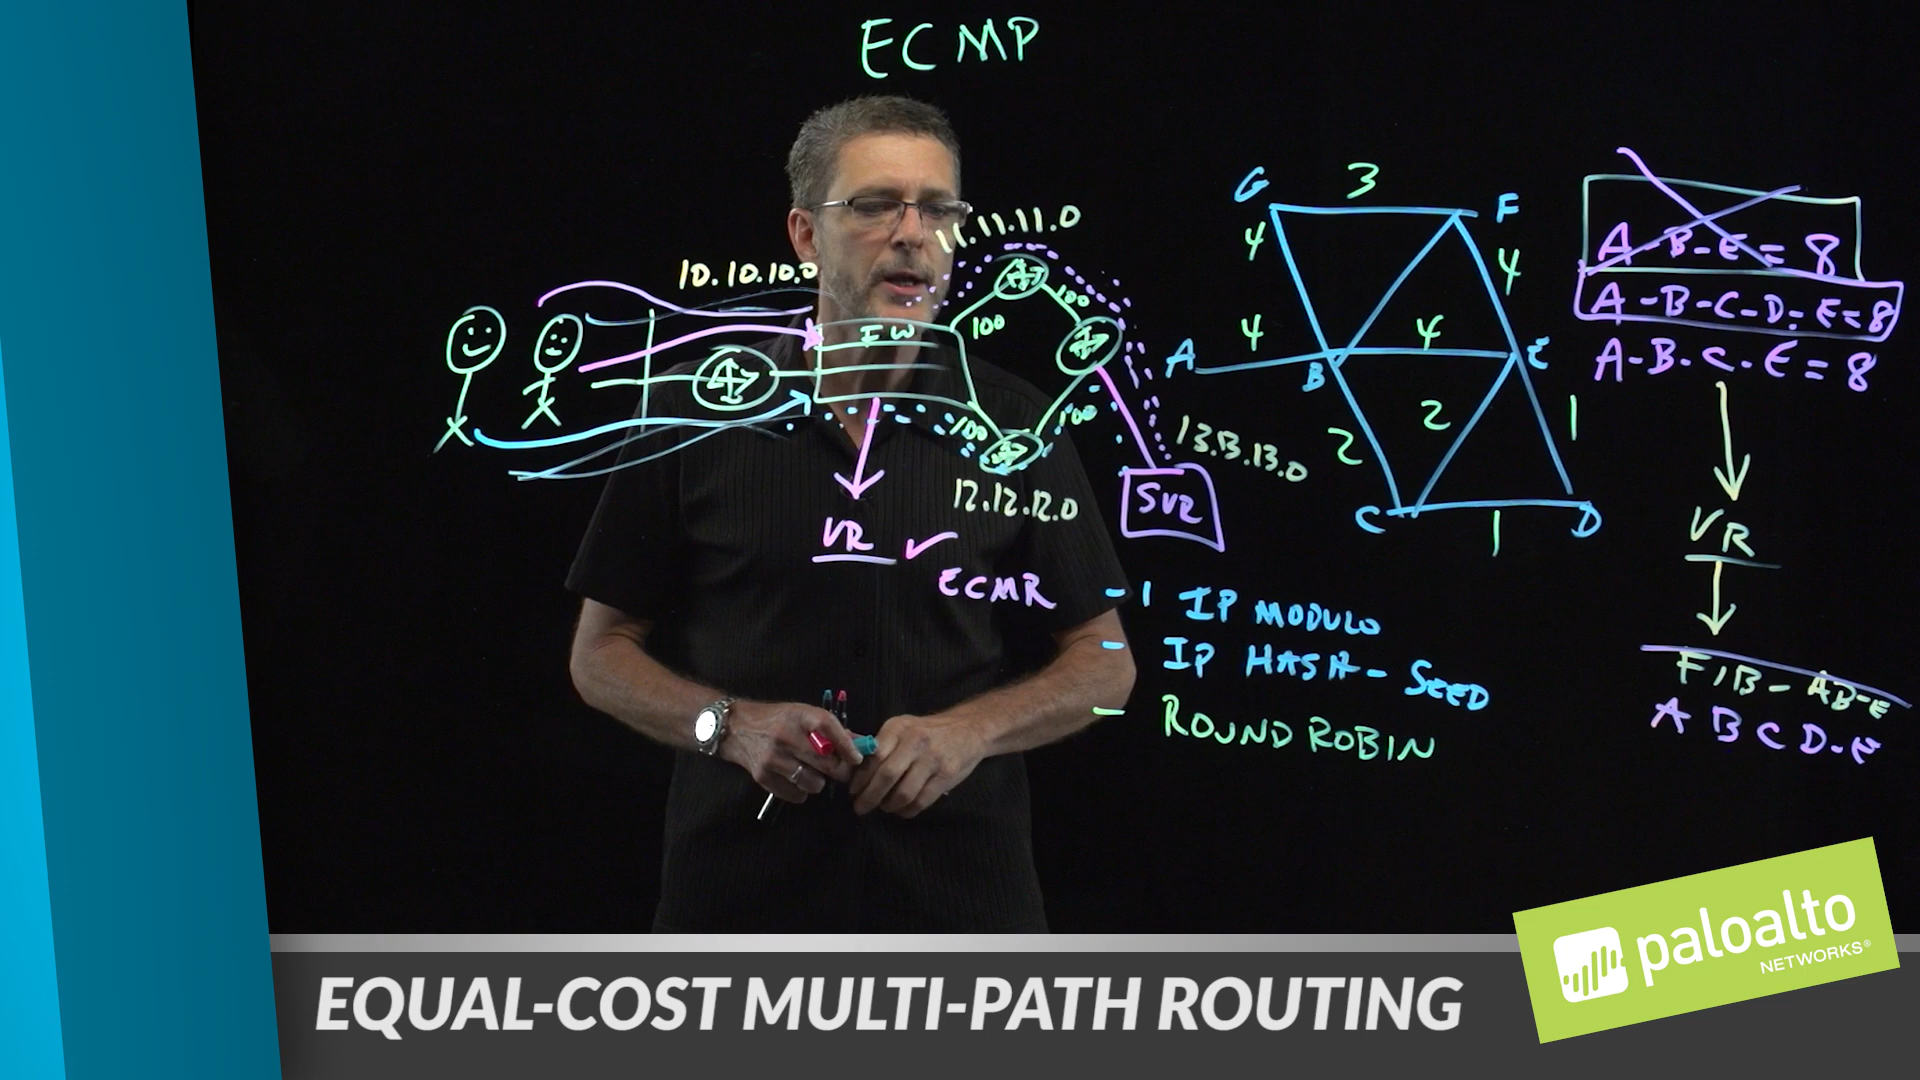 ECMP
11.11.11.0
10.10.10.0
FW
100
100
100
100
12.12.12.0
13.13.13.0
SVR
VR
ECMR
- 1 IP MODULO
- IP HASH - SEED
- ROUND ROBIN
G 3 F
4 4
A 4 B 4 E
2 2 1
C 1 D
A-B-E = 8
A-B-C-D-E=8
A-B-C-E = 8
VR
FIB - AB-E
A B C D-E
EQUAL-COST MULTI-PATH ROUTING
paloalto
NETWORKS®